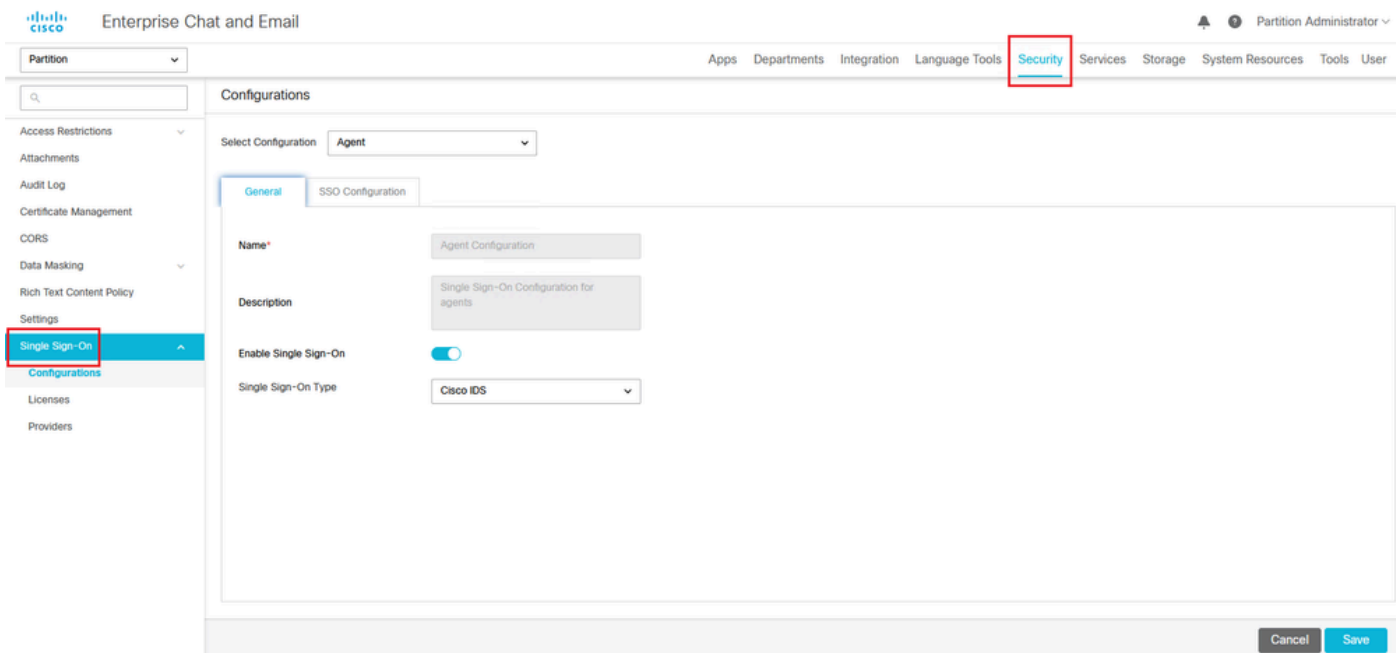 cisco
Enterprise Chat and Email
Partition Administrator
Partition
Apps Departments Integration Language Tools Security Services Storage System Resources Tools User
Access Restrictions
Attachments
Audit Log
Certificate Management
CORS
Data Masking
Rich Text Content Policy
Settings
Single Sign-On
Configurations
Licenses
Providers
Configurations
Select Configuration Agent
General SSO Configuration
Name* Agent Configuration
Description Single Sign-On Configuration for
agents
Enable Single Sign-On
Single Sign-On Type Cisco IDS
Cancel Save